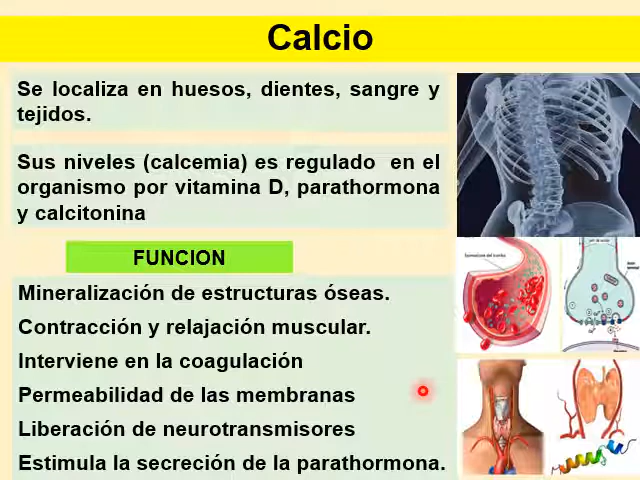 Calcio
Se localiza en huesos, dientes, sangre y
tejidos.
Sus niveles (calcemia) es regulado en el
organismo por vitamina D, parathormona
y calcitonina
FUNCION
Mineralización de estructuras óseas.
Contracción y relajación muscular.
Interviene en la coagulación
Permeabilidad de las membranas
Liberación de neurotransmisores
Estimula la secreción de la parathormona.